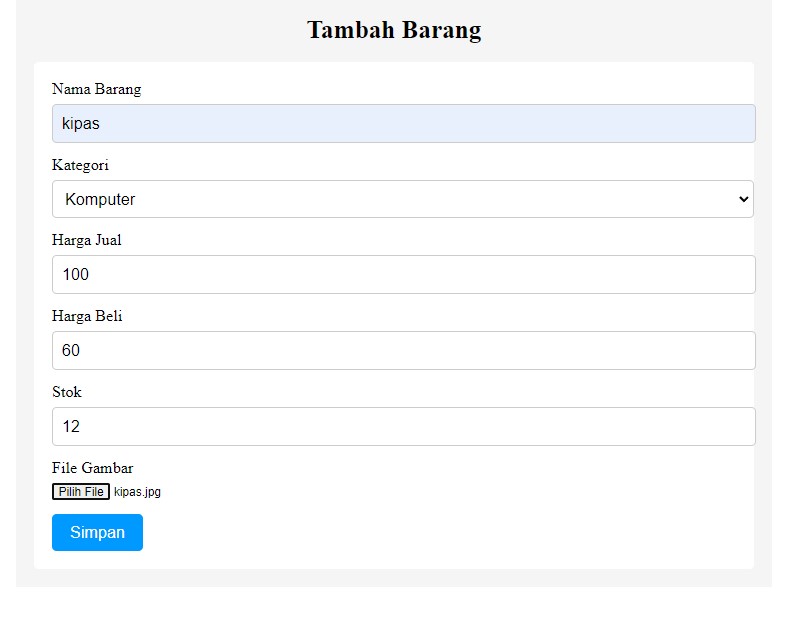 Tambah Barang
Nama Barang
kipas
Kategori
Komputer
Harga Jual
100
Harga Beli
60
Stok
12
File Gambar
Pilih File kipas.jpg
Simpan